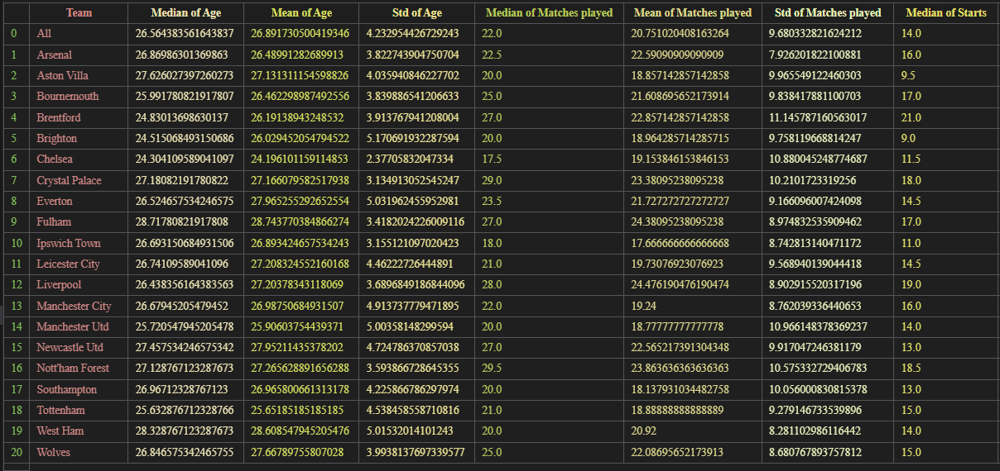 Team Median of Age Mean of Age Std of Age Median of Matches played Mean of Matches played Std of Matches played Median of Starts
0 All 26.564383561643837 26.891730500419346 4.232954426729243 22.0 20.751020408163264 9.680332821624212 14.0
1 Arsenal 26.86986301369863 26.48991282689913 3.822743904750704 22.5 22.59090909090909 7.926201822100881 16.0
2 Aston Villa 27.626027397260273 27.131311154598826 4.035940846227702 20.0 18.857142857142858 9.965549122460303 9.5
3 Bournemouth 25.991780821917807 26.462298987492556 3.839886541206633 25.0 21.608695652173914 9.838417881100703 17.0
4 Brentford 24.83013698630137 26.19138943248532 3.913767941208004 27.0 22.857142857142858 11.145787160563017 21.0
5 Brighton 24.515068493150686 26.029452054794522 5.170691932287594 20.0 18.964285714285715 9.758119668814247 9.0
6 Chelsea 24.304109589041097 24.196101159114853 2.37705832047334 17.5 19.153846153846153 10.880045248774687 11.5
7 Crystal Palace 27.18082191780822 27.166079582517938 3.134913052545247 29.0 23.38095238095238 10.2101723319256 18.0
8 Everton 26.524657534246575 27.965255292652554 5.031962455952981 23.5 21.727272727272727 9.166096007424098 14.5
9 Fulham 28.71780821917808 28.743770384866274 3.4182024226009116 27.0 24.38095238095238 8.974832535909462 17.0
10 Ipswich Town 26.693150684931506 26.893424657534243 3.155121097020423 18.0 17.666666666666668 8.742813140471172 11.0
11 Leicester City 26.74109589041096 27.208324552160168 4.46222726444891 21.0 19.73076923076923 9.568940139044418 14.5
12 Liverpool 26.438356164383563 27.20378343118069 3.6896849186844096 28.0 24.476190476190474 8.902915520317196 19.0
13 Manchester City 26.67945205479452 26.98750684931507 4.913737779471895 22.0 19.24 8.762039336440653 16.0
14 Manchester Utd 25.720547945205478 25.90603754439371 5.00358148299594 20.0 18.77777777777778 10.966148378369237 14.0
15 Newcastle Utd 27.457534246575342 27.95211435378202 4.724786370857038 27.0 22.565217391304348 9.917047246381179 13.0
16 Nott'ham Forest 27.128767123287673 27.265628891656288 3.593866728645355 29.5 23.863636363636363 10.575332729406783 18.5
17 Southampton 26.96712328767123 26.965800661313178 4.225866786297974 20.0 18.137931034482758 10.056000830815378 13.0
18 Tottenham 25.632876712328766 25.65185185185185 4.538458558710816 21.0 18.88888888888889 9.279146733539896 15.0
19 West Ham 28.328767123287673 28.608547945205476 5.01532014101243 20.0 20.92 8.28110298611644​2 14.0
20 Wolves 26.846575342465755 27.66789755807028 3.9938137697339577 25.0 22.08695652173913 8.680767893757812 15.0